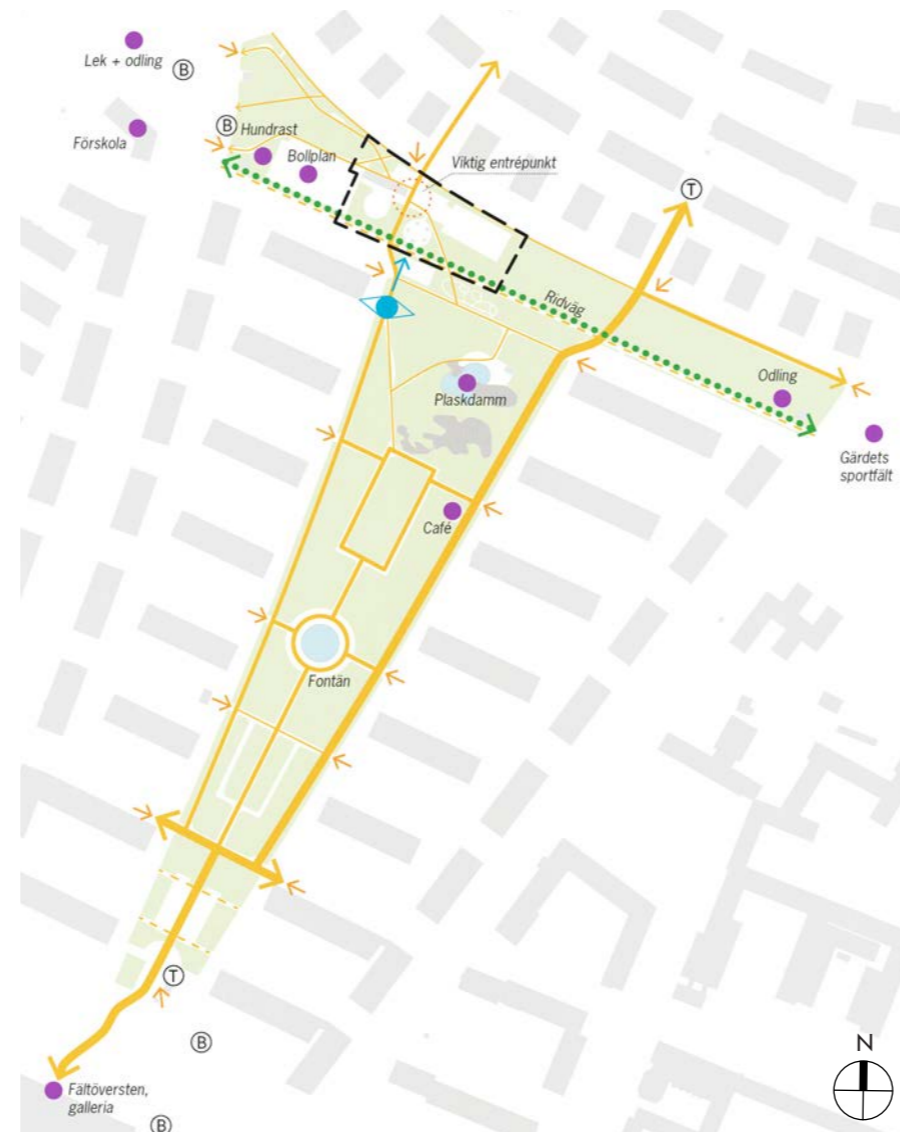 Lek + odling
B
B
Hundrast
Förskola
Bollplan
Viktig entrépunkt
T
Ridväg
Odling
Plaskdamm
Gärdets
sportfält
Café
Fontän
T
B
N
Fältöversten,
galleria
B